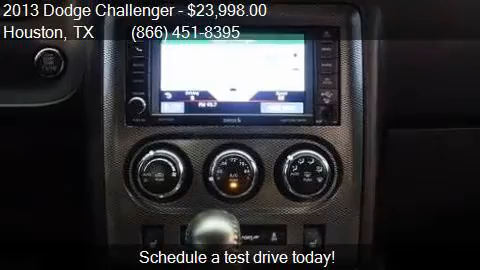 2013 Dodge Challenger - $23,998.00
Houston, TX (866) 451-8395
A/C
Schedule a test drive today!